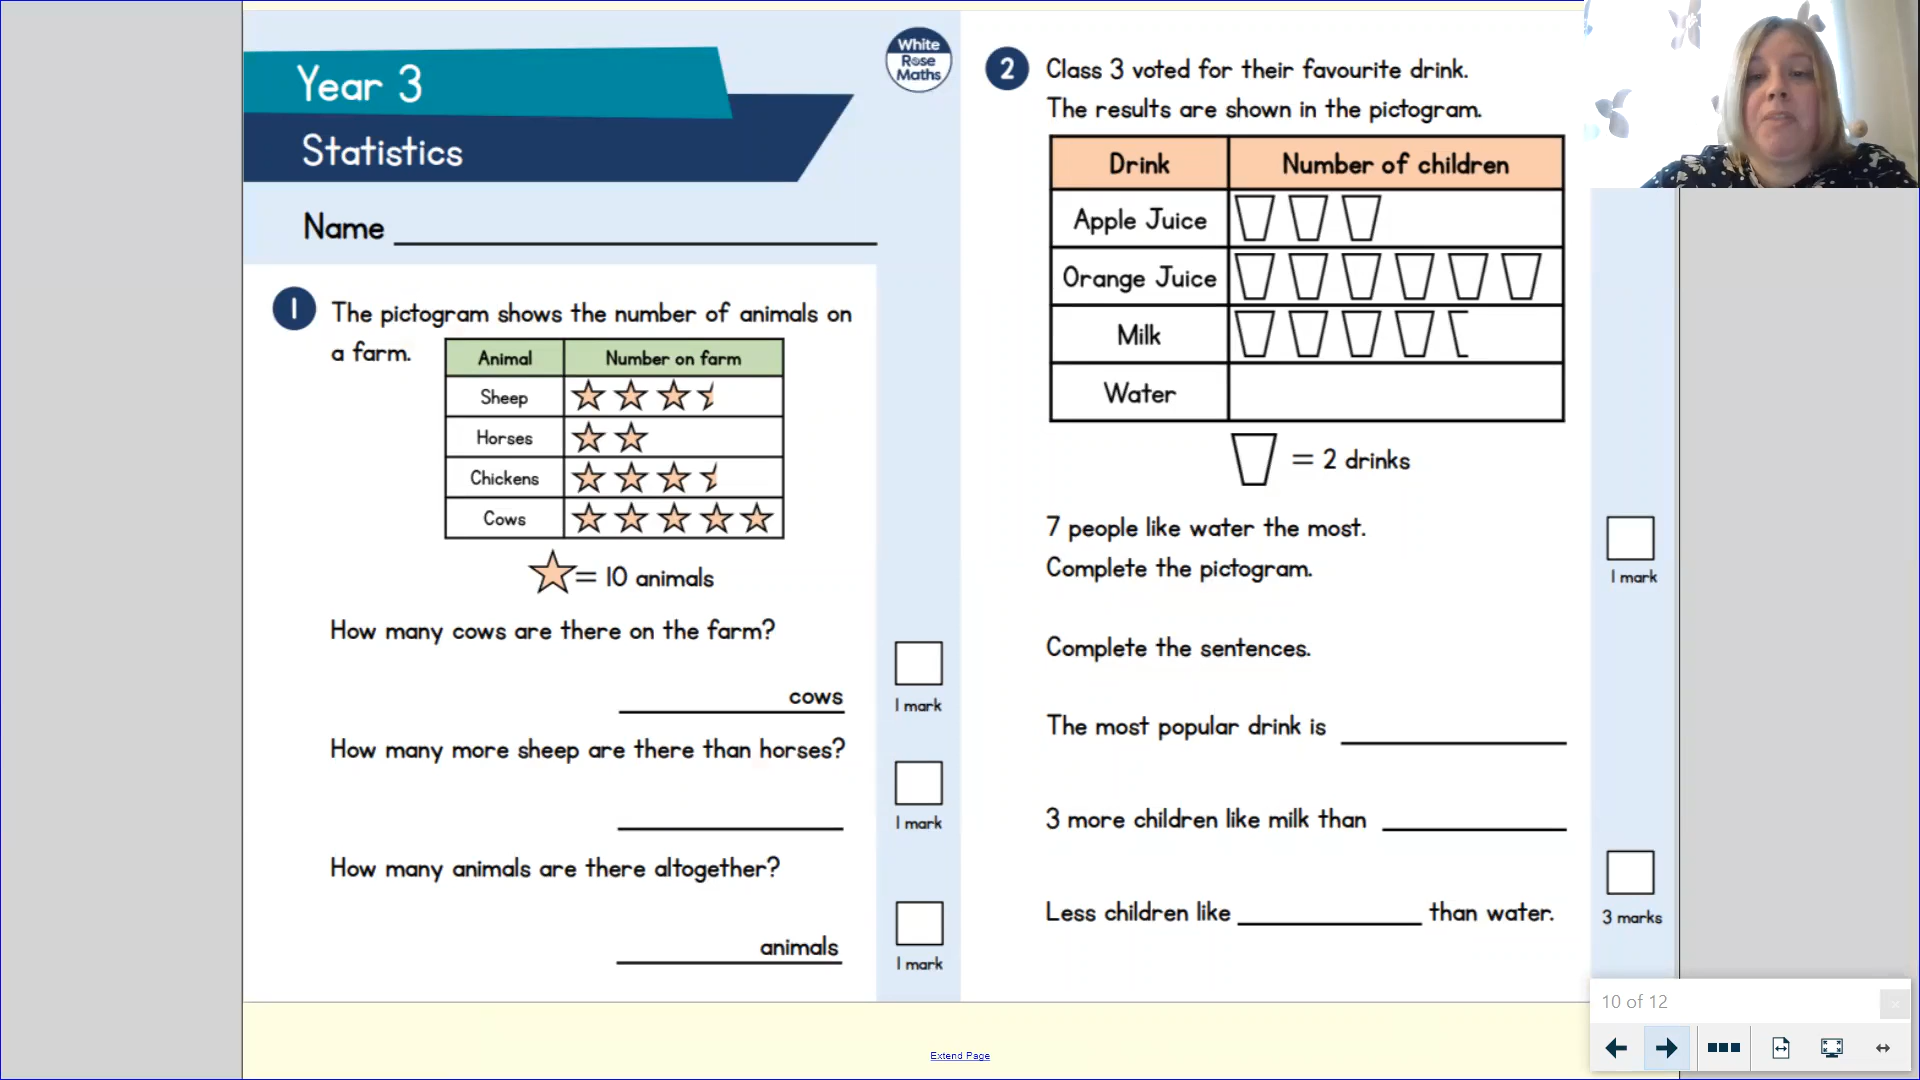 Year 3
Statistics
White
Rose
Maths
Name
1
The pictogram shows the number of animals on
a farm.
Animal Number on farm
Sheep
Horses
Chickens
Cows
= 10 animals
How many cows are there on the farm?
cows
1 mark
How many more sheep are there than horses?
1 mark
How many animals are there altogether?
animals
1 mark
2 Class 3 voted for their favourite drink.
The results are shown in the pictogram.
Drink Number of children
Apple Juice
Orange Juice
Milk
Water
= 2 drinks
7 people like water the most.
Complete the pictogram.
1 mark
Complete the sentences.
The most popular drink is
3 more children like milk than
Less children like than water.
3 marks
10 of 12
Extend Page